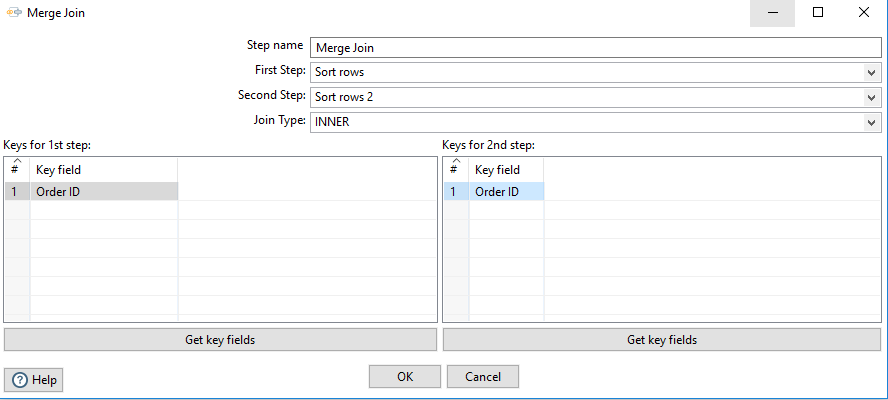 Merge Join
Step name Merge Join
First Step: Sort rows
Second Step: Sort rows 2
Join Type: INNER
Keys for 1st step: Keys for 2nd step:
# Key field # Key field
1 Order ID 1 Order ID
Get key fields Get key fields
Help OK Cancel